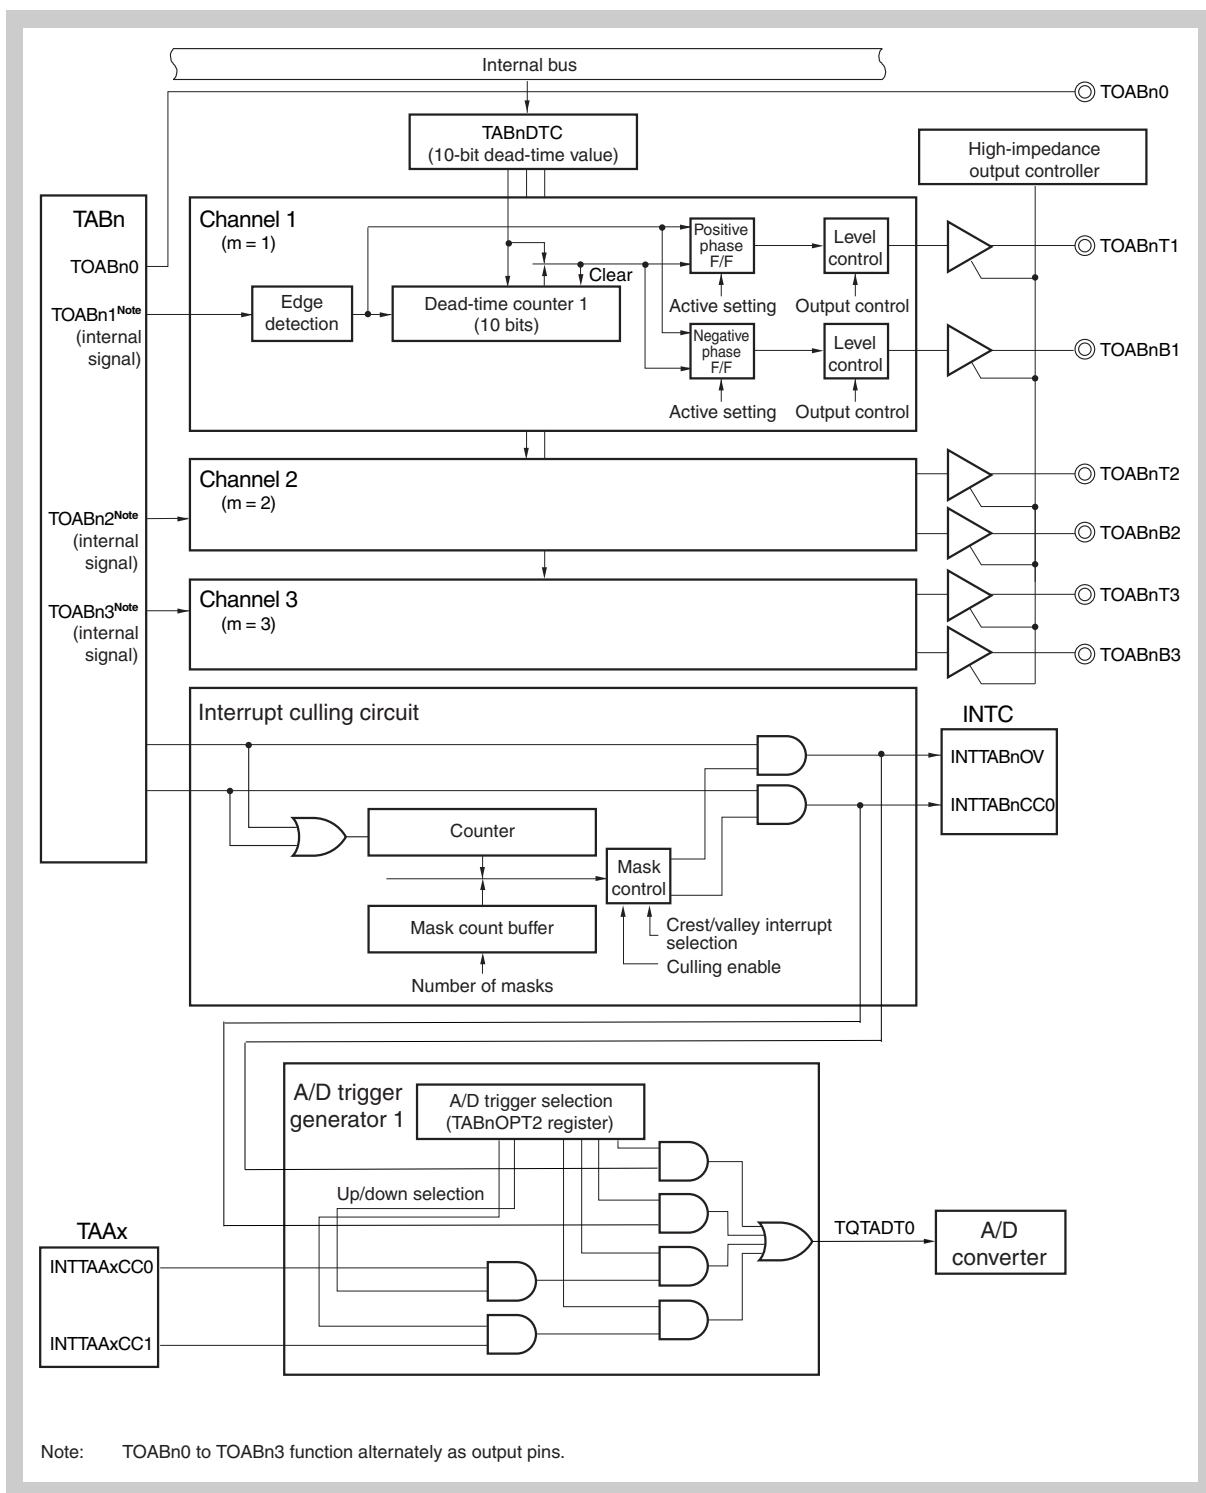 Internal bus
TOABn0
TABnDTC
(10-bit dead-time value)
High-impedance
output controller
TABn
TOABn0
TOABn1Note
(internal
signal)
TOABn2Note
(internal
signal)
TOABn3Note
(internal
signal)
Channel 1
(m = 1)
Edge
detection
Dead-time counter 1
(10 bits)
Clear
Positive
phase
F/F
Active setting
Level
control
Output control
TOABnT1
Negative
phase
F/F
Active setting
Level
control
Output control
TOABnB1
Channel 2
(m = 2)
TOABnT2
TOABnB2
Channel 3
(m = 3)
TOABnT3
TOABnB3
Interrupt culling circuit
INTC
INTTABnOV
INTTABnCC0
Counter
Mask
control
Mask count buffer
Number of masks
Crest/valley interrupt
selection
Culling enable
A/D trigger
generator 1
A/D trigger selection
(TABnOPT2 register)
Up/down selection
TAAx
INTTAAxCC0
INTTAAxCC1
TQTADT0
A/D
converter
Note: TOABn0 to TOABn3 function alternately as output pins.